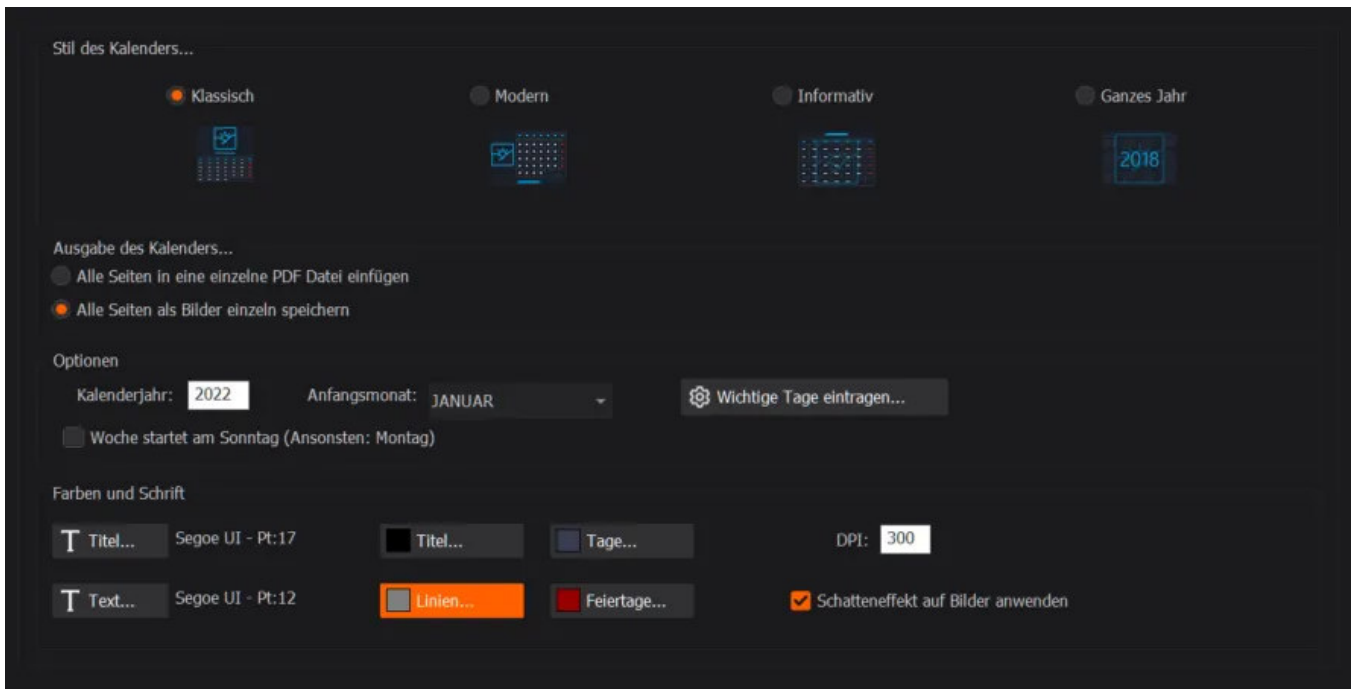 Stil des Kalenders...
Klassisch Modern Informativ Ganzes Jahr
2018
Ausgabe des Kalenders...
Alle Seiten in eine einzelne PDF Datei einfügen
Alle Seiten als Bilder einzeln speichern
Optionen
Kalenderjahr: 2022 Anfangsmonat: JANUAR Wichtige Tage eintragen...
Woche startet am Sonntag (Ansonsten: Montag)
Farben und Schrift
T Titel... Segoe UI - Pt:17 Titel... Tage... DPI: 300
T Text... Segoe UI - Pt:12 Linien... Feiertage... Schatteneffekt auf Bilder anwenden